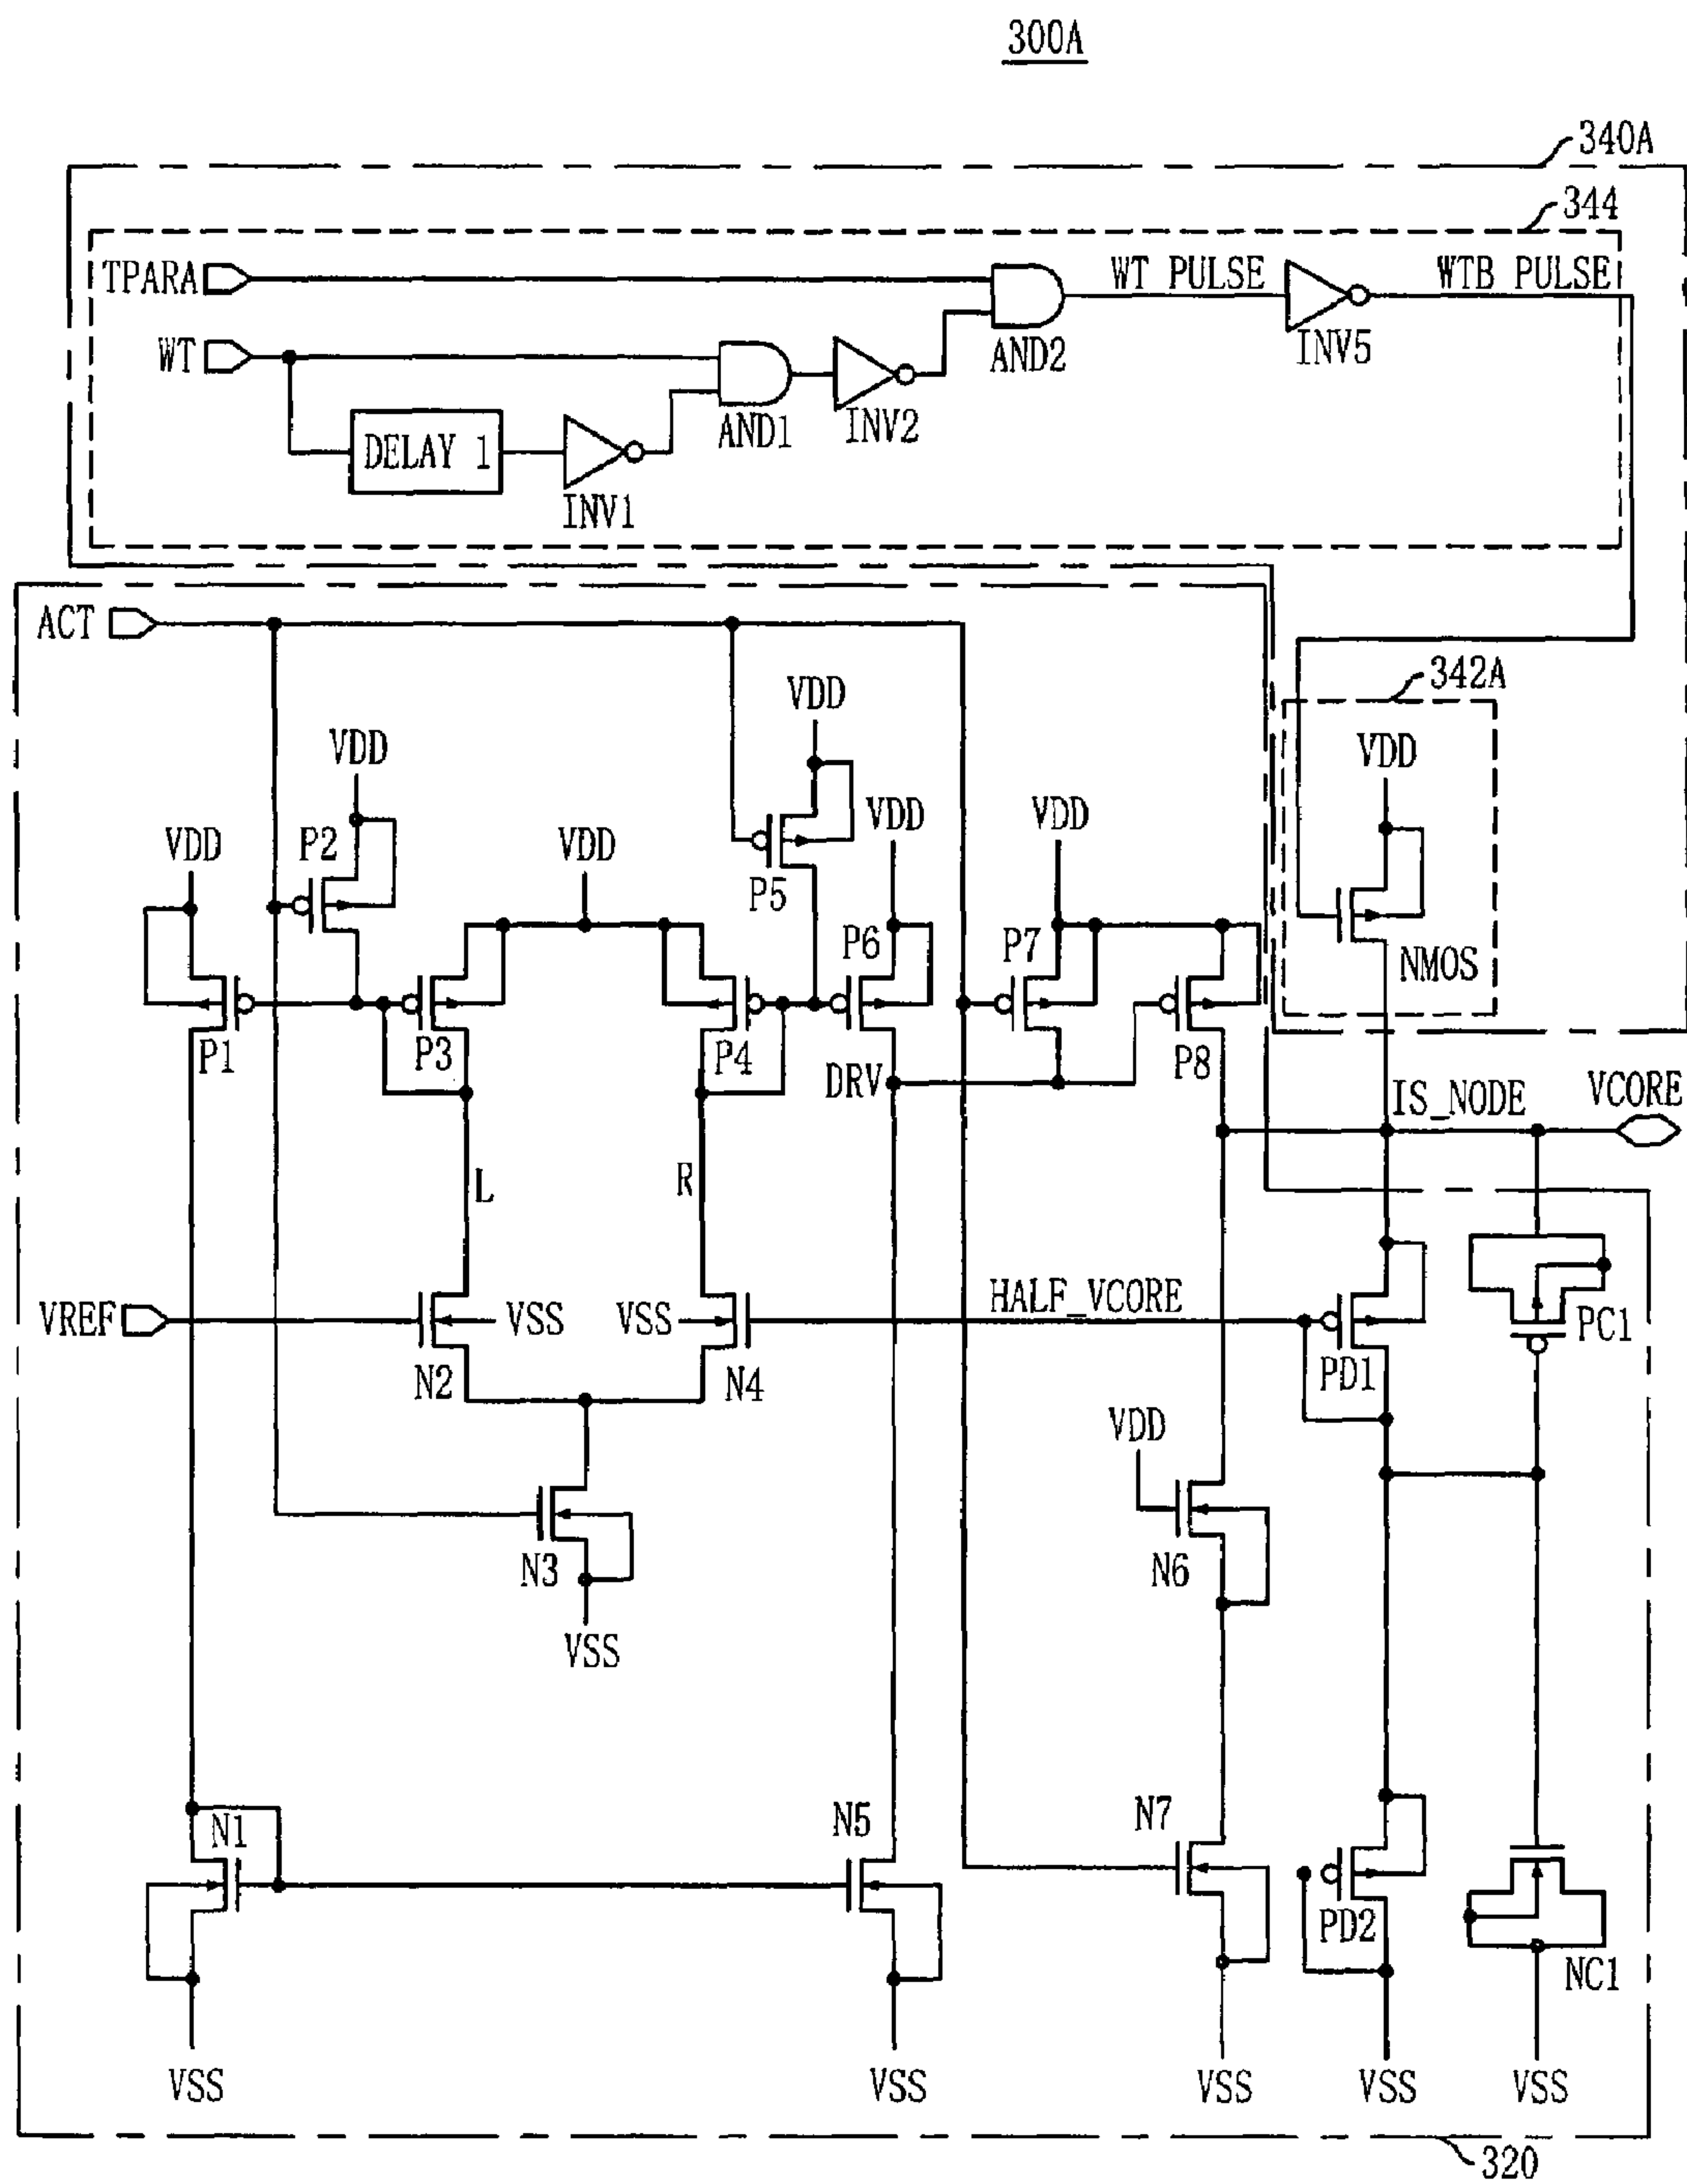 300A
340A
344
TPARA
WT PULSE
WTB PULSE
AND2
INV5
WT
AND1
INV2
DELAY 1
INV1
ACT
342A
VDD
VDD
VDD
VDD
P2
VDD
P5
VDD
VDD
P6
P7
NMOS
P1
P3
P4
DRV
P8
IS_NODE
VCORE
L
R
HALF_VCORE
VREF
VSS
VSS
PC1
N2
N4
PD1
VDD
N3
N6
VSS
N1
N5
N7
PD2
NC1
VSS
VSS
VSS
VSS
VSS
320